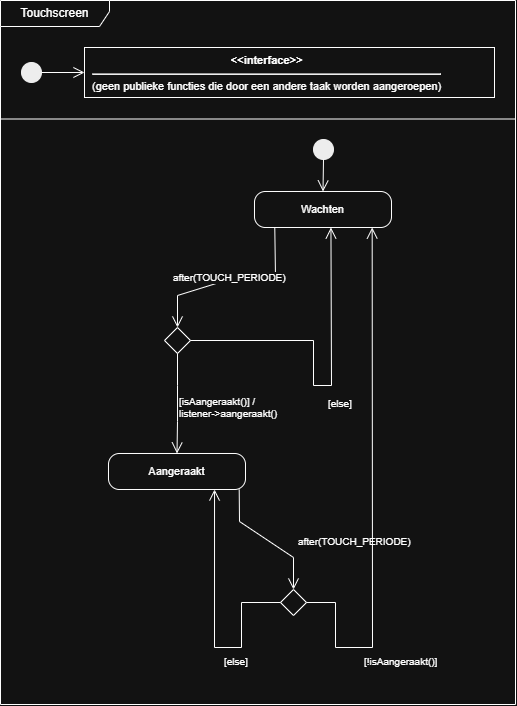 Touchscreen
<<interface>>
(geen publieke functies die door een andere taak worden aangeroepen)
Wachten
after(TOUCH_PERIODE)
[isAangeraakt()] /
listener->aangeraakt()
[else]
Aangeraakt
after(TOUCH_PERIODE)
[else]
[!isAangeraakt()]